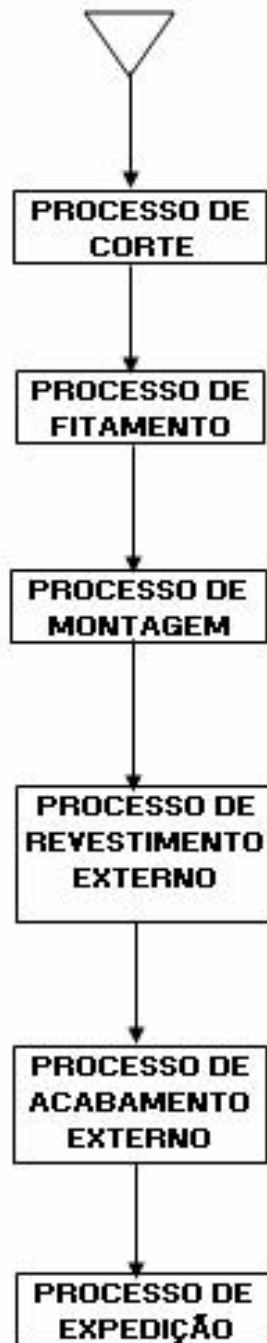 PROCESSO DE
CORTE
PROCESSO DE
FITAMENTO
PROCESSO DE
MONTAGEM
PROCESSO DE
REVESTIMENTO
EXTERNO
PROCESSO DE
ACABAMENTO
EXTERNO
PROCESSO DE
EXPEDIÇÃO